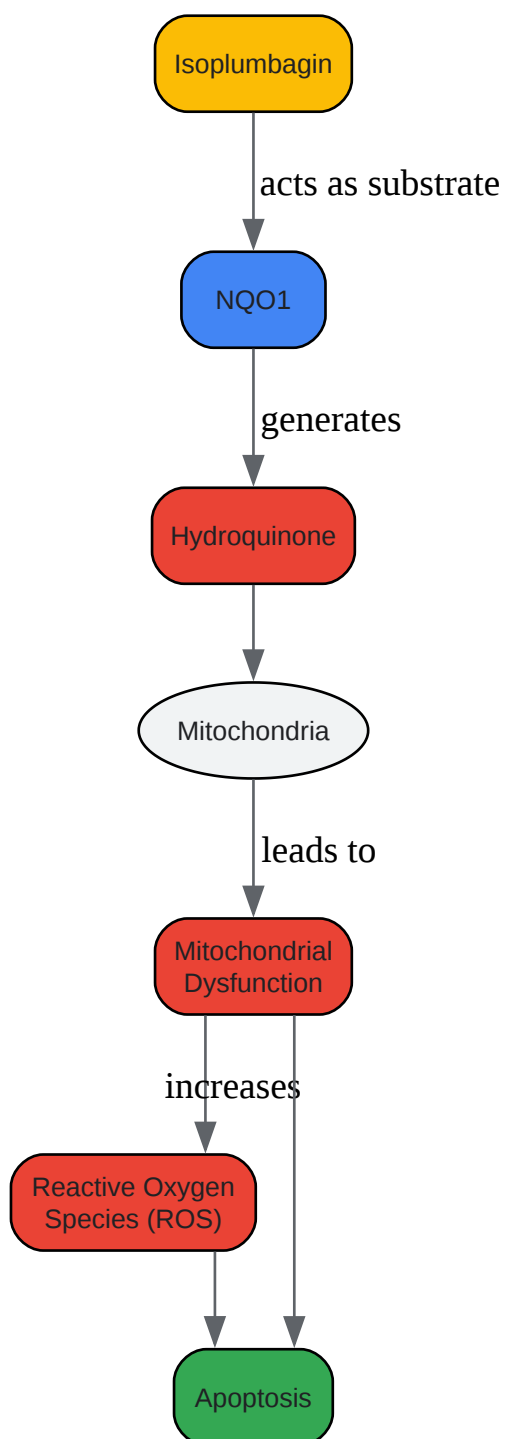 Isoplumbagin
acts as substrate
NQO1
generates
Hydroquinone
Mitochondria
leads to
Mitochondrial
Dysfunction
increases
Reactive Oxygen
Species (ROS)
Apoptosis